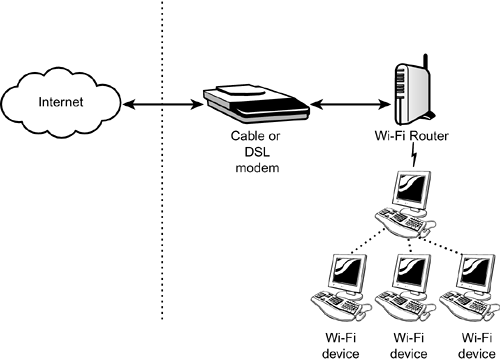 Internet
Cable or
DSL
modem
Wi-Fi Router
Wi-Fi
device
Wi-Fi
device
Wi-Fi
device